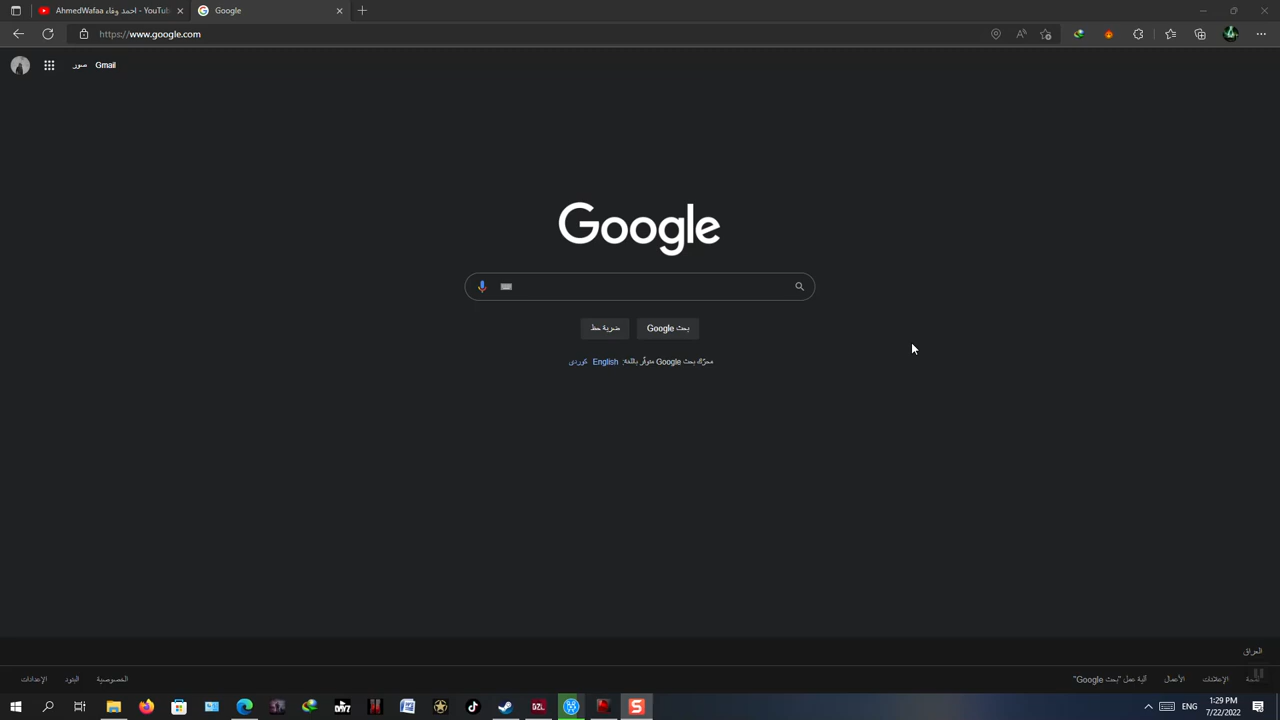 AhmedWafaa احمد وفاء - YouTub
Google
https://www.google.com
صور
Gmail
Google
بحث Google
ضربة حظ
محرّك بحث Google متوفّر باللغة: English كوردی
العراق
الإعلانات
الأعمال
آلية عمل "بحث Google"
الخصوصية
البنود
الإعدادات
ENG
1:29 PM
7/22/2022